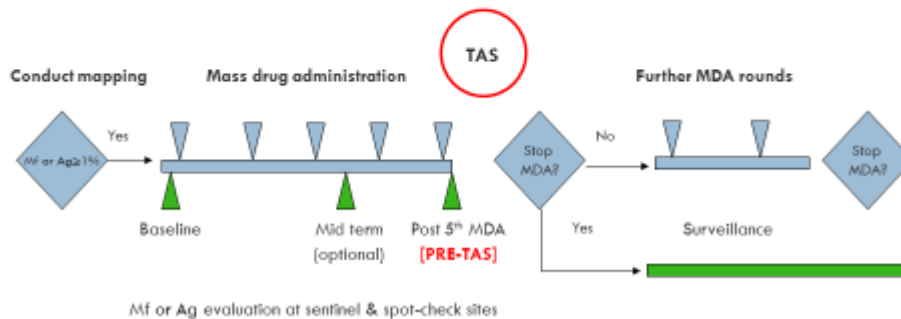 TAS
Conduct mapping
Mass drug administration
Further MDA rounds
Mf or Ag≥1%
Yes
Stop
MDA?
No
Stop
MDA?
Baseline
Mid term
(optional)
Post 5th MDA
[PRE-TAS]
Yes
Surveillance
Mf or Ag evaluation at sentinel & spot-check sites